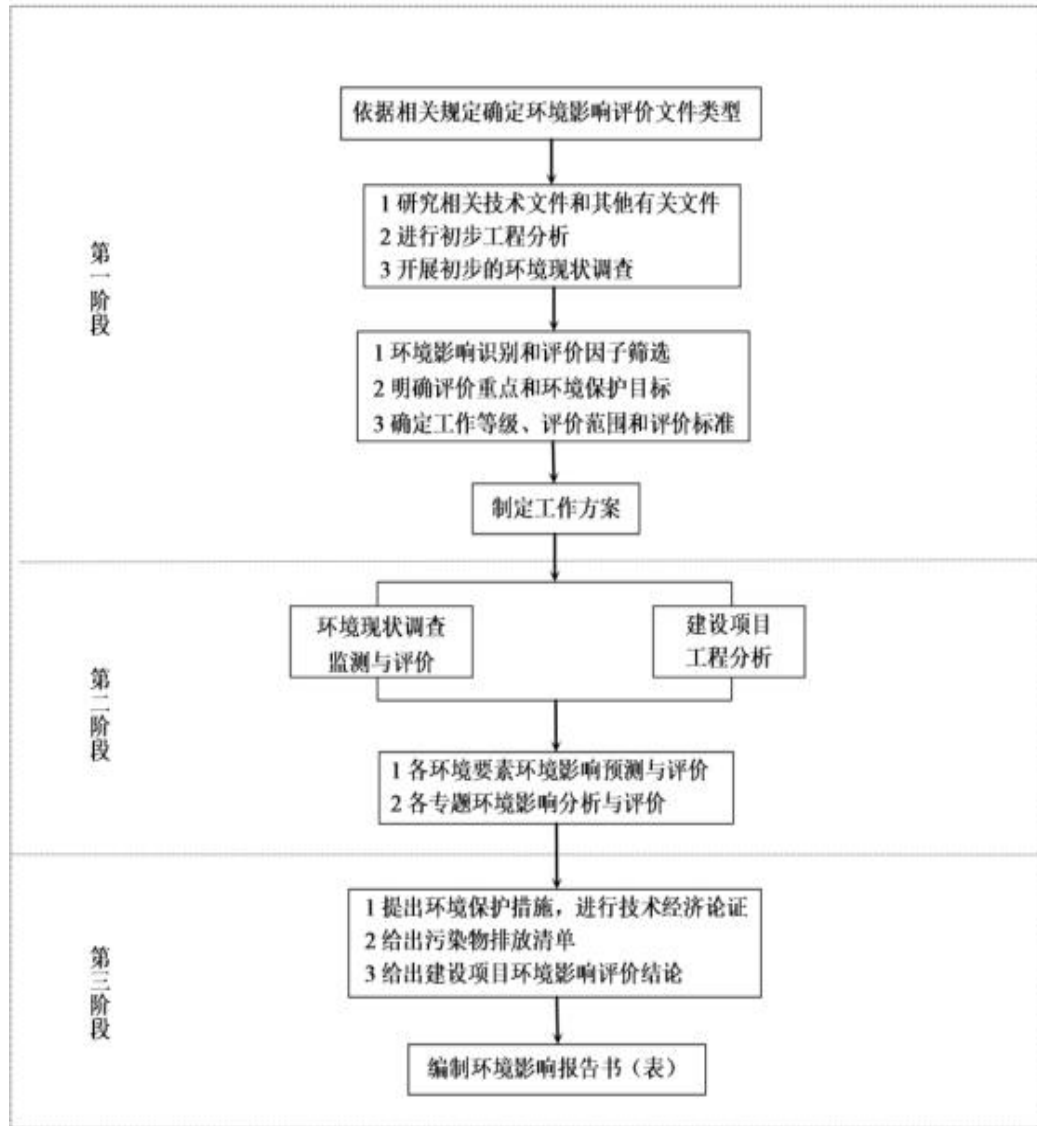 依据相关规定确定环境影响评价文件类型
1 研究相关技术文件和其他有关文件
2 进行初步工程分析
3 开展初步的环境现状调查
第一阶段
1 环境影响识别和评价因子筛选
2 明确评价重点和环境保护目标
3 确定工作等级、评价范围和评价标准
制定工作方案
环境现状调查
监测与评价
建设项目
工程分析
第二阶段
1 各环境要素环境影响预测与评价
2 各专题环境影响分析与评价
1 提出环境保护措施，进行技术经济论证
2 给出污染物排放清单
3 给出建设项目环境影响评价结论
第三阶段
编制环境影响报告书（表）